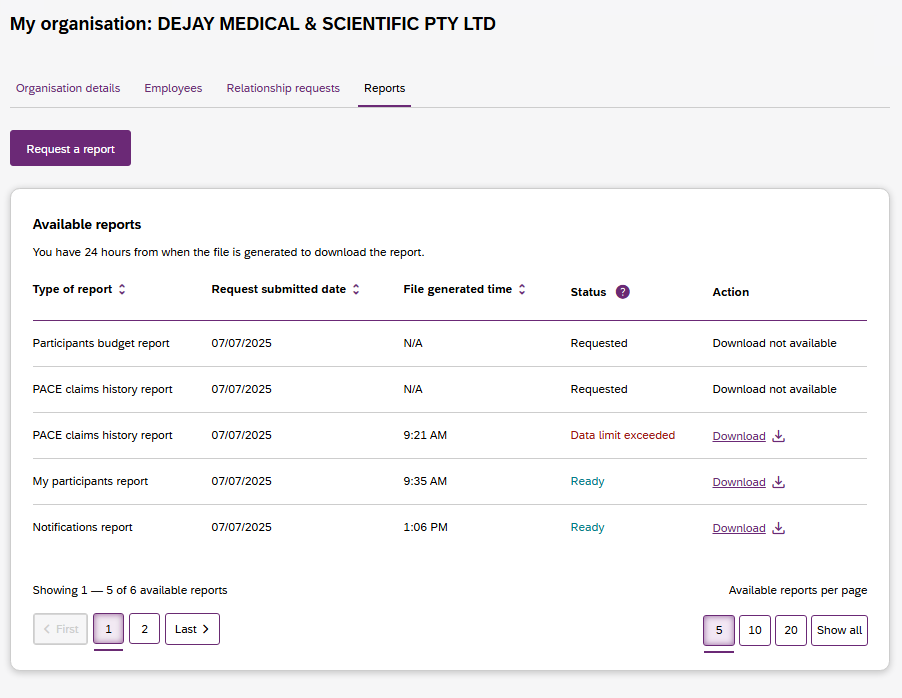 My organisation: DEJAY MEDICAL & SCIENTIFIC PTY LTD
Organisation details Employees Relationship requests Reports
Request a report
Available reports
You have 24 hours from when the file is generated to download the report.
Type of report Request submitted date File generated time Status ? Action
Participants budget report 07/07/2025 N/A Requested Download not available
PACE claims history report 07/07/2025 N/A Requested Download not available
PACE claims history report 07/07/2025 9:21 AM Data limit exceeded Download
My participants report 07/07/2025 9:35 AM Ready Download
Notifications report 07/07/2025 1:06 PM Ready Download
Showing 1 — 5 of 6 available reports Available reports per page
First 1 2 Last 5 10 20 Show all